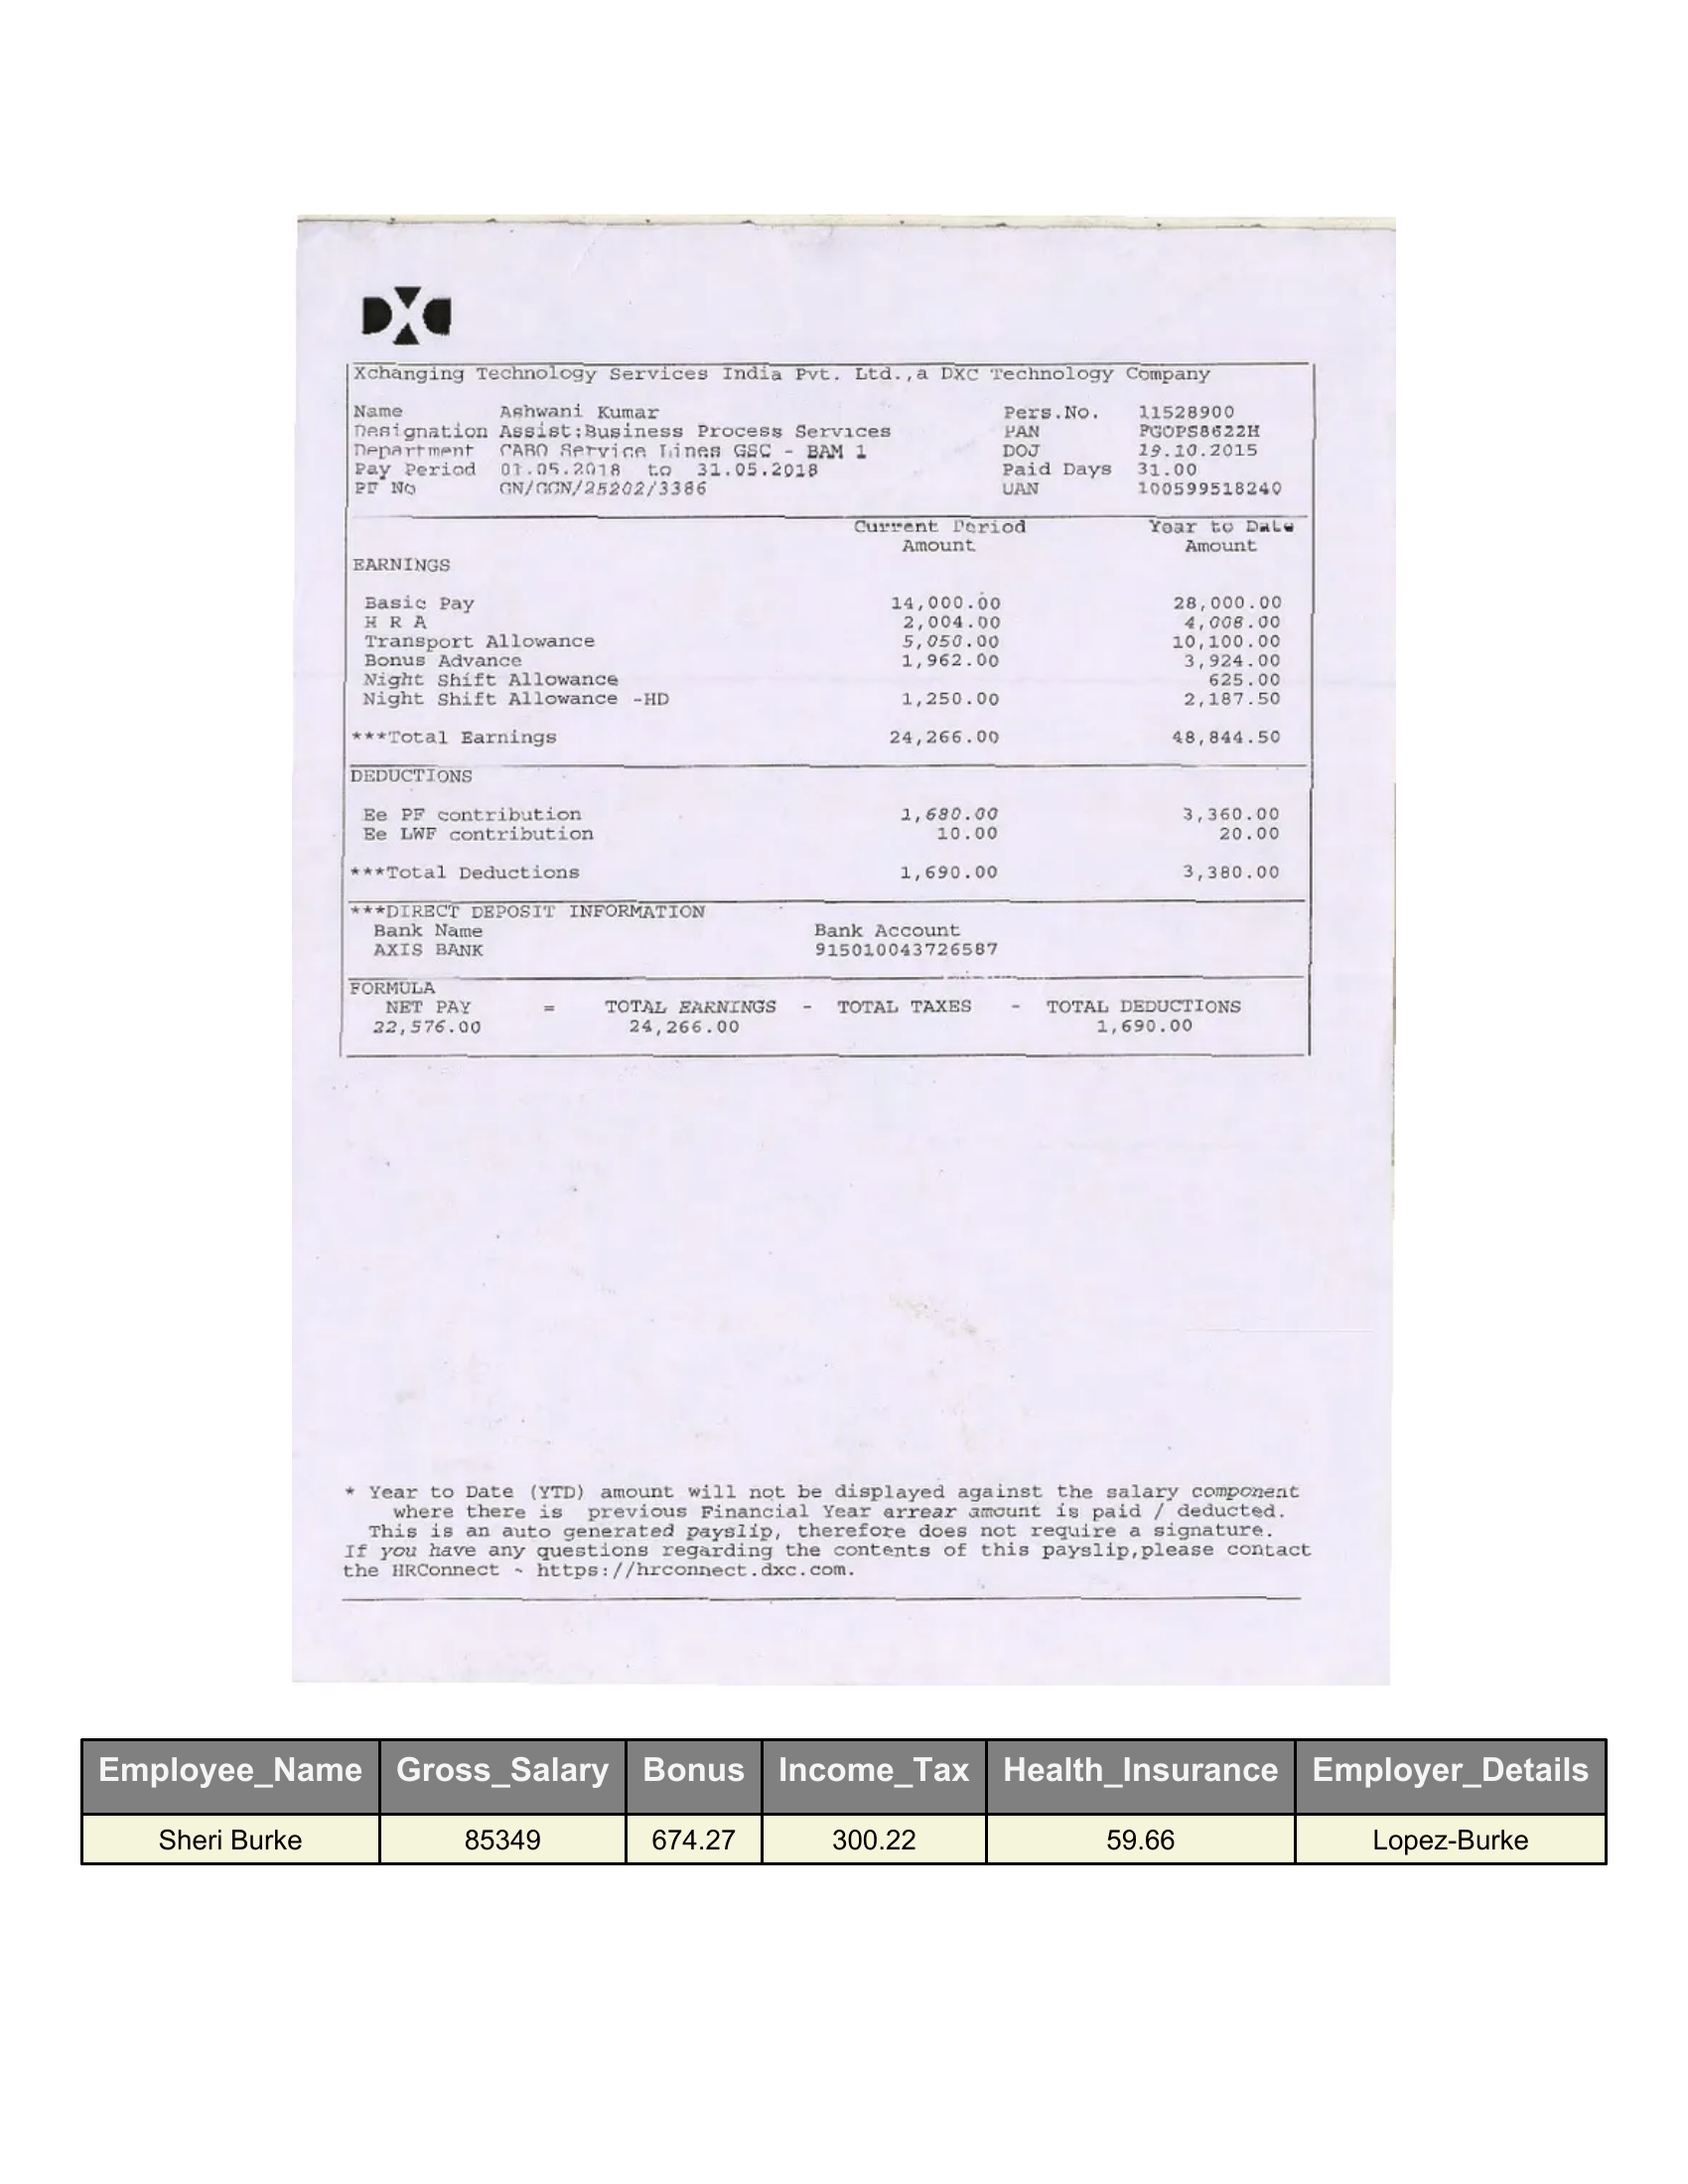 DXC
Xchanging Technology Services India Pvt. Ltd.,a DXC Technology Company
Name Ashwani Kumar Pers.No. 11528900
Designation Assist:Business Process Services PAN PGOPS8622H
Department CABO Service Lines GSC - BAM 1 DOJ 19.10.2015
Pay Period 01.05.2018 to 31.05.2018 Paid Days 31.00
PF No GN/GGN/25202/3386 UAN 100599518240
Current Period Year to Date
Amount Amount
EARNINGS
Basic Pay 14,000.00 28,000.00
H R A 2,004.00 4,008.00
Transport Allowance 5,050.00 10,100.00
Bonus Advance 1,962.00 3,924.00
Night Shift Allowance 625.00
Night Shift Allowance -HD 1,250.00 2,187.50
***Total Earnings 24,266.00 48,844.50
DEDUCTIONS
Ee PF contribution 1,680.00 3,360.00
Ee LWF contribution 10.00 20.00
***Total Deductions 1,690.00 3,380.00
***DIRECT DEPOSIT INFORMATION
Bank Name Bank Account
AXIS BANK 915010043726587
FORMULA
NET PAY = TOTAL EARNINGS - TOTAL TAXES - TOTAL DEDUCTIONS
22,576.00 24,266.00 1,690.00
* Year to Date (YTD) amount will not be displayed against the salary component
where there is previous Financial Year arrear amount is paid / deducted.
This is an auto generated payslip, therefore does not require a signature.
If you have any questions regarding the contents of this payslip,please contact
the HRConnect - https://hrconnect.dxc.com.
Employee_Name Gross_Salary Bonus Income_Tax Health_Insurance Employer_Details
Sheri Burke 85349 674.27 300.22 59.66 Lopez-Burke